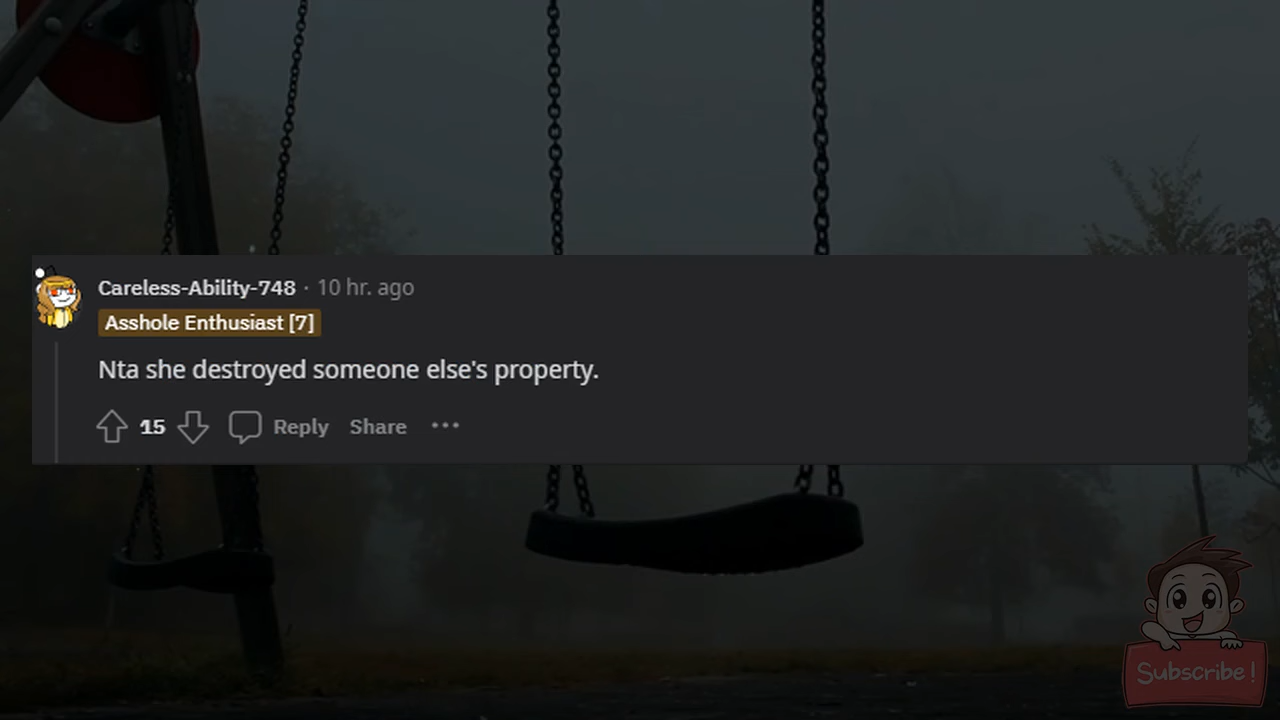 Careless-Ability-748 · 10 hr. ago
Asshole Enthusiast [7]
Nta she destroyed someone else's property.
15 Reply Share •••
Subscribe!